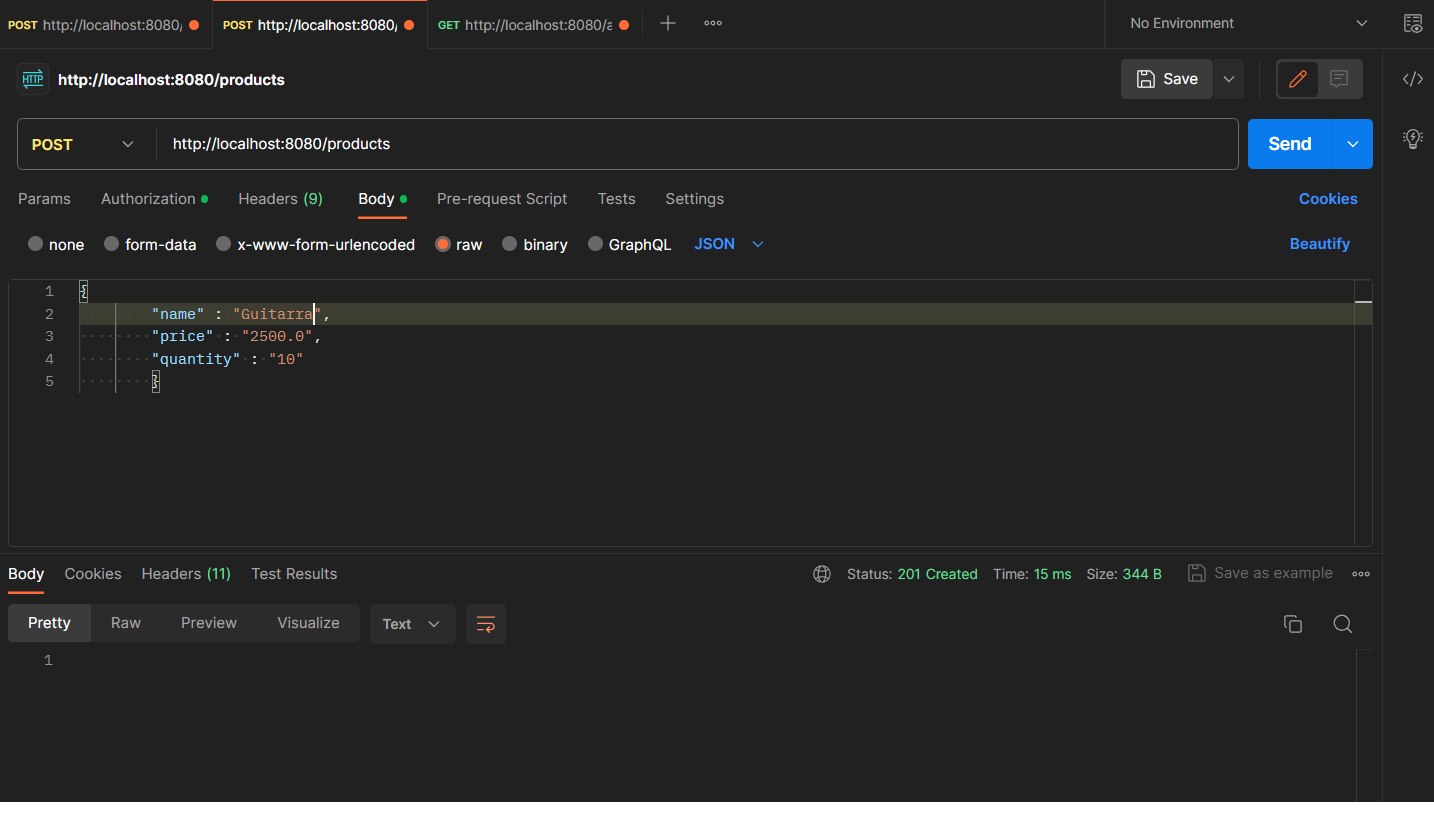 POST http://localhost:8080/ POST http://localhost:8080/ GET http://localhost:8080/a No Environment
HTTP http://localhost:8080/products Save
POST http://localhost:8080/products Send
Params Authorization Headers (9) Body Pre-request Script Tests Settings Cookies
none form-data x-www-form-urlencoded raw binary GraphQL JSON Beautify
1 {
2 "name" : "Guitarra",
3 "price" : "2500.0",
4 "quantity" : "10"
5 }
Body Cookies Headers (11) Test Results Status: 201 Created Time: 15 ms Size: 344 B Save as example
Pretty Raw Preview Visualize Text
1